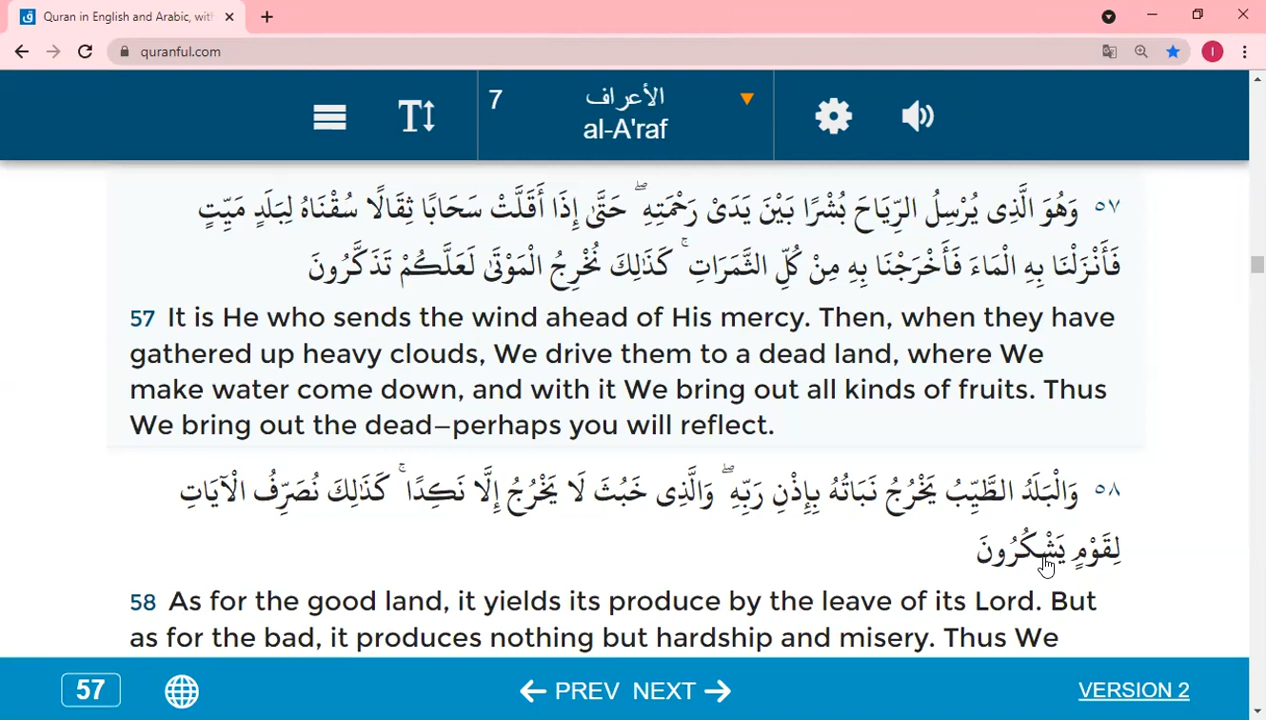 Quran in English and Arabic, with
quranful.com
7
الأعراف
al-A'raf
٥٧ وَهُوَ الَّذِى يُرْسِلُ الرِّيَاحَ بُشْرًا بَيْنَ يَدَىْ رَحْمَتِهِ ۖ حَتَّىٰ إِذَا أَقَلَّتْ سَحَابًا ثِقَالًا سُقْنَاهُ لِبَلَدٍ مَيِّتٍ
فَأَنْزَلْنَا بِهِ الْمَاءَ فَأَخْرَجْنَا بِهِ مِنْ كُلِّ الثَّمَرَاتِ ۚ كَذَٰلِكَ نُخْرِجُ الْمَوْتَىٰ لَعَلَّكُمْ تَذَكَّرُونَ
57 It is He who sends the wind ahead of His mercy. Then, when they have
gathered up heavy clouds, We drive them to a dead land, where We
make water come down, and with it We bring out all kinds of fruits. Thus
We bring out the dead—perhaps you will reflect.
٥٨ وَالْبَلَدُ الطَّيِّبُ يَخْرُجُ نَبَاتُهُ بِإِذْنِ رَبِّهِ ۖ وَالَّذِى خَبُثَ لَا يَخْرُجُ إِلَّا نَكِدًا ۚ كَذَٰلِكَ نُصَرِّفُ الْآيَاتِ
لِقَوْمٍ يَشْكُرُونَ
58 As for the good land, it yields its produce by the leave of its Lord. But
as for the bad, it produces nothing but hardship and misery. Thus We
57
PREV NEXT
VERSION 2